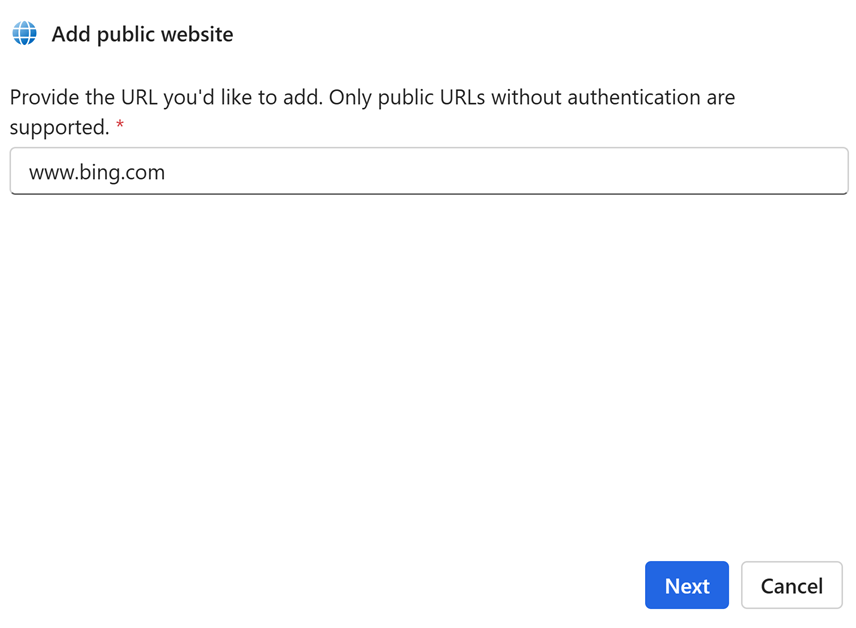 Add public website
Provide the URL you'd like to add. Only public URLs without authentication are
supported. *
www.bing.com
Next
Cancel